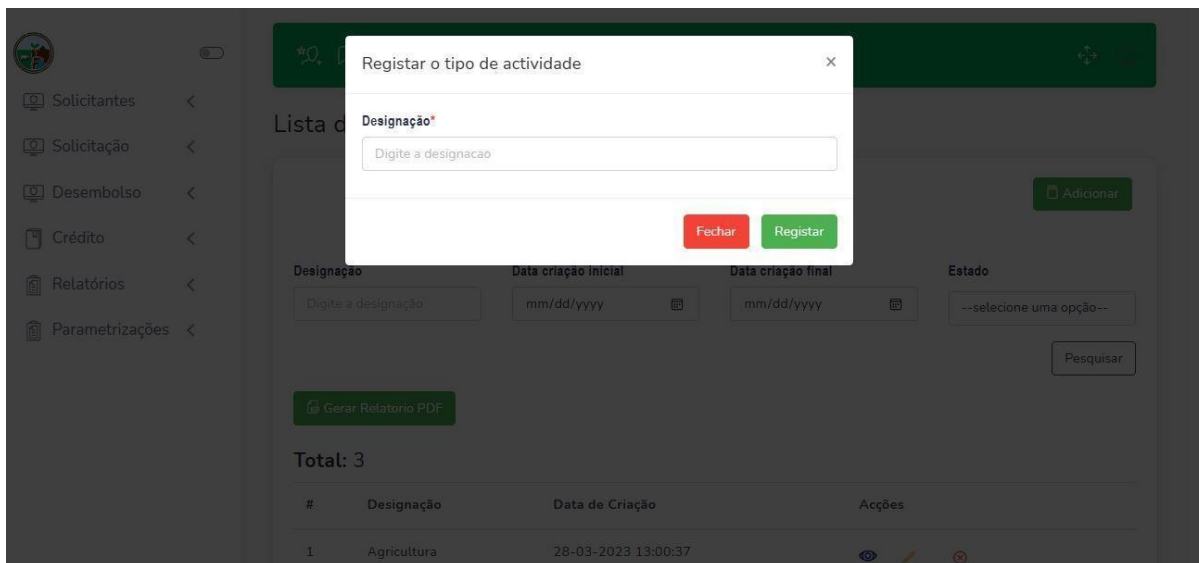 Registar o tipo de actividade ×
Designação*
Digite a designacao
Fechar Registar
Solicitantes
Solicitação
Desembolso
Crédito
Relatórios
Parametrizações
Lista d
Adicionar
Designação Data criação inicial Data criação final Estado
Digite a designação mm/dd/yyyy mm/dd/yyyy --selecione uma opção--
Pesquisar
Gerar Relatorio PDF
Total: 3
# Designação Data de Criação Acções
1 Agricultura 28-03-2023 13:00:37